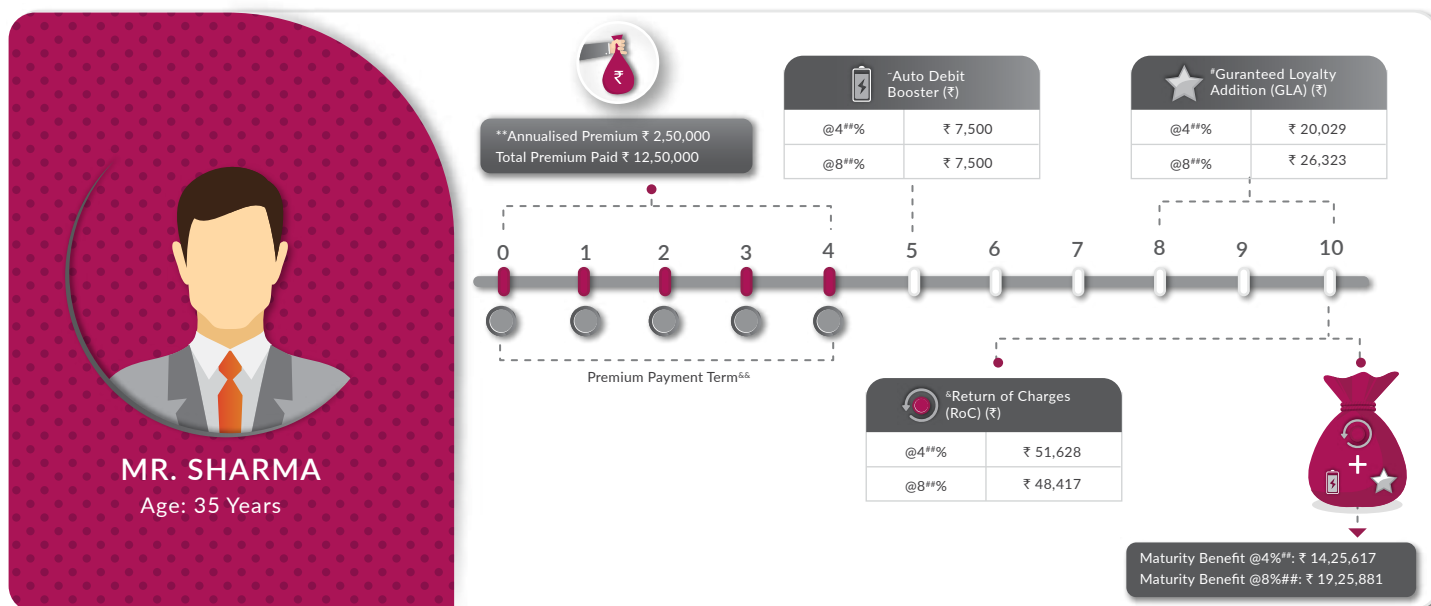 MR. SHARMA
Age: 35 Years
₹
**Annualised Premium ₹ 2,50,000
Total Premium Paid ₹ 12,50,000
~Auto Debit
Booster (₹)
@4##% ₹ 7,500
@8##% ₹ 7,500
#Guranteed Loyalty
Addition (GLA) (₹)
@4##% ₹ 20,029
@8##% ₹ 26,323
0 1 2 3 4 5 6 7 8 9 10
Premium Payment Term&&
&Return of Charges
(RoC) (₹)
@4##% ₹ 51,628
@8##% ₹ 48,417
+
Maturity Benefit @4%##: ₹ 14,25,617
Maturity Benefit @8%##: ₹ 19,25,881